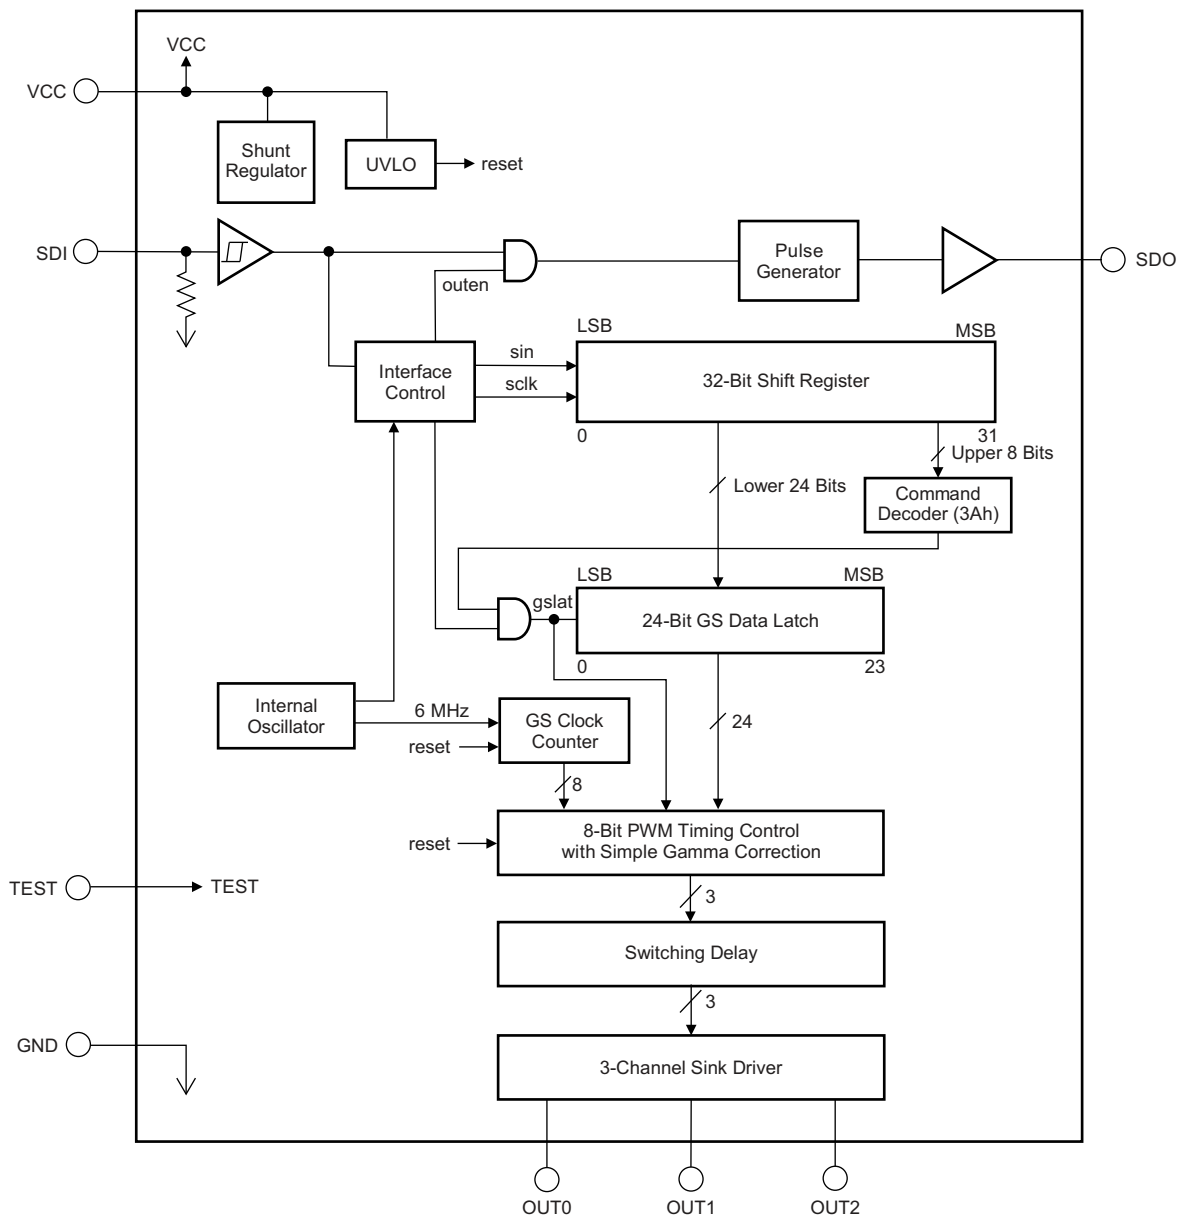 VCC
VCC
Shunt
Regulator
UVLO
reset
SDI
outen
Pulse
Generator
SDO
LSB
MSB
Interface
Control
sin
sclk
32-Bit Shift Register
0
31
Upper 8 Bits
Lower 24 Bits
Command
Decoder (3Ah)
LSB
MSB
gslat
24-Bit GS Data Latch
0
23
Internal
Oscillator
6 MHz
GS Clock
Counter
reset
24
8
reset
8-Bit PWM Timing Control
with Simple Gamma Correction
TEST
TEST
3
Switching Delay
3
GND
3-Channel Sink Driver
OUT0
OUT1
OUT2